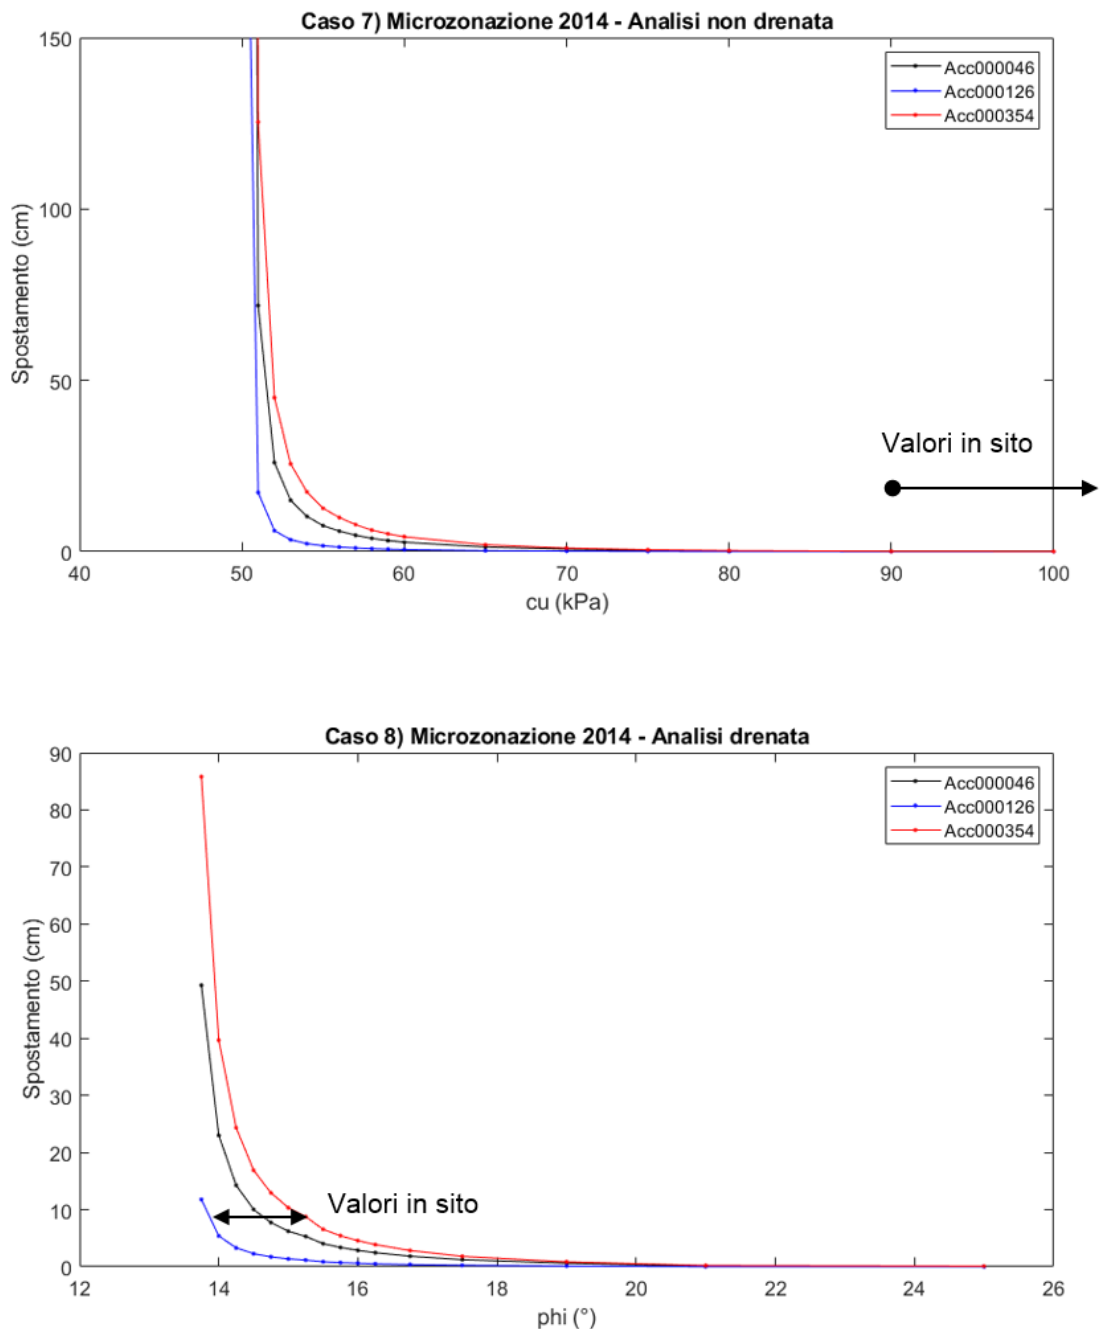 Caso 7) Microzonazione 2014 - Analisi non drenata
150
100
50
0
Spostamento (cm)
Acc000046
Acc000126
Acc000354
Valori in sito
40 50 60 70 80 90 100
cu (kPa)
Caso 8) Microzonazione 2014 - Analisi drenata
90
80
70
60
50
40
30
20
10
0
Spostamento (cm)
Acc000046
Acc000126
Acc000354
Valori in sito
12 14 16 18 20 22 24 26
phi (°)